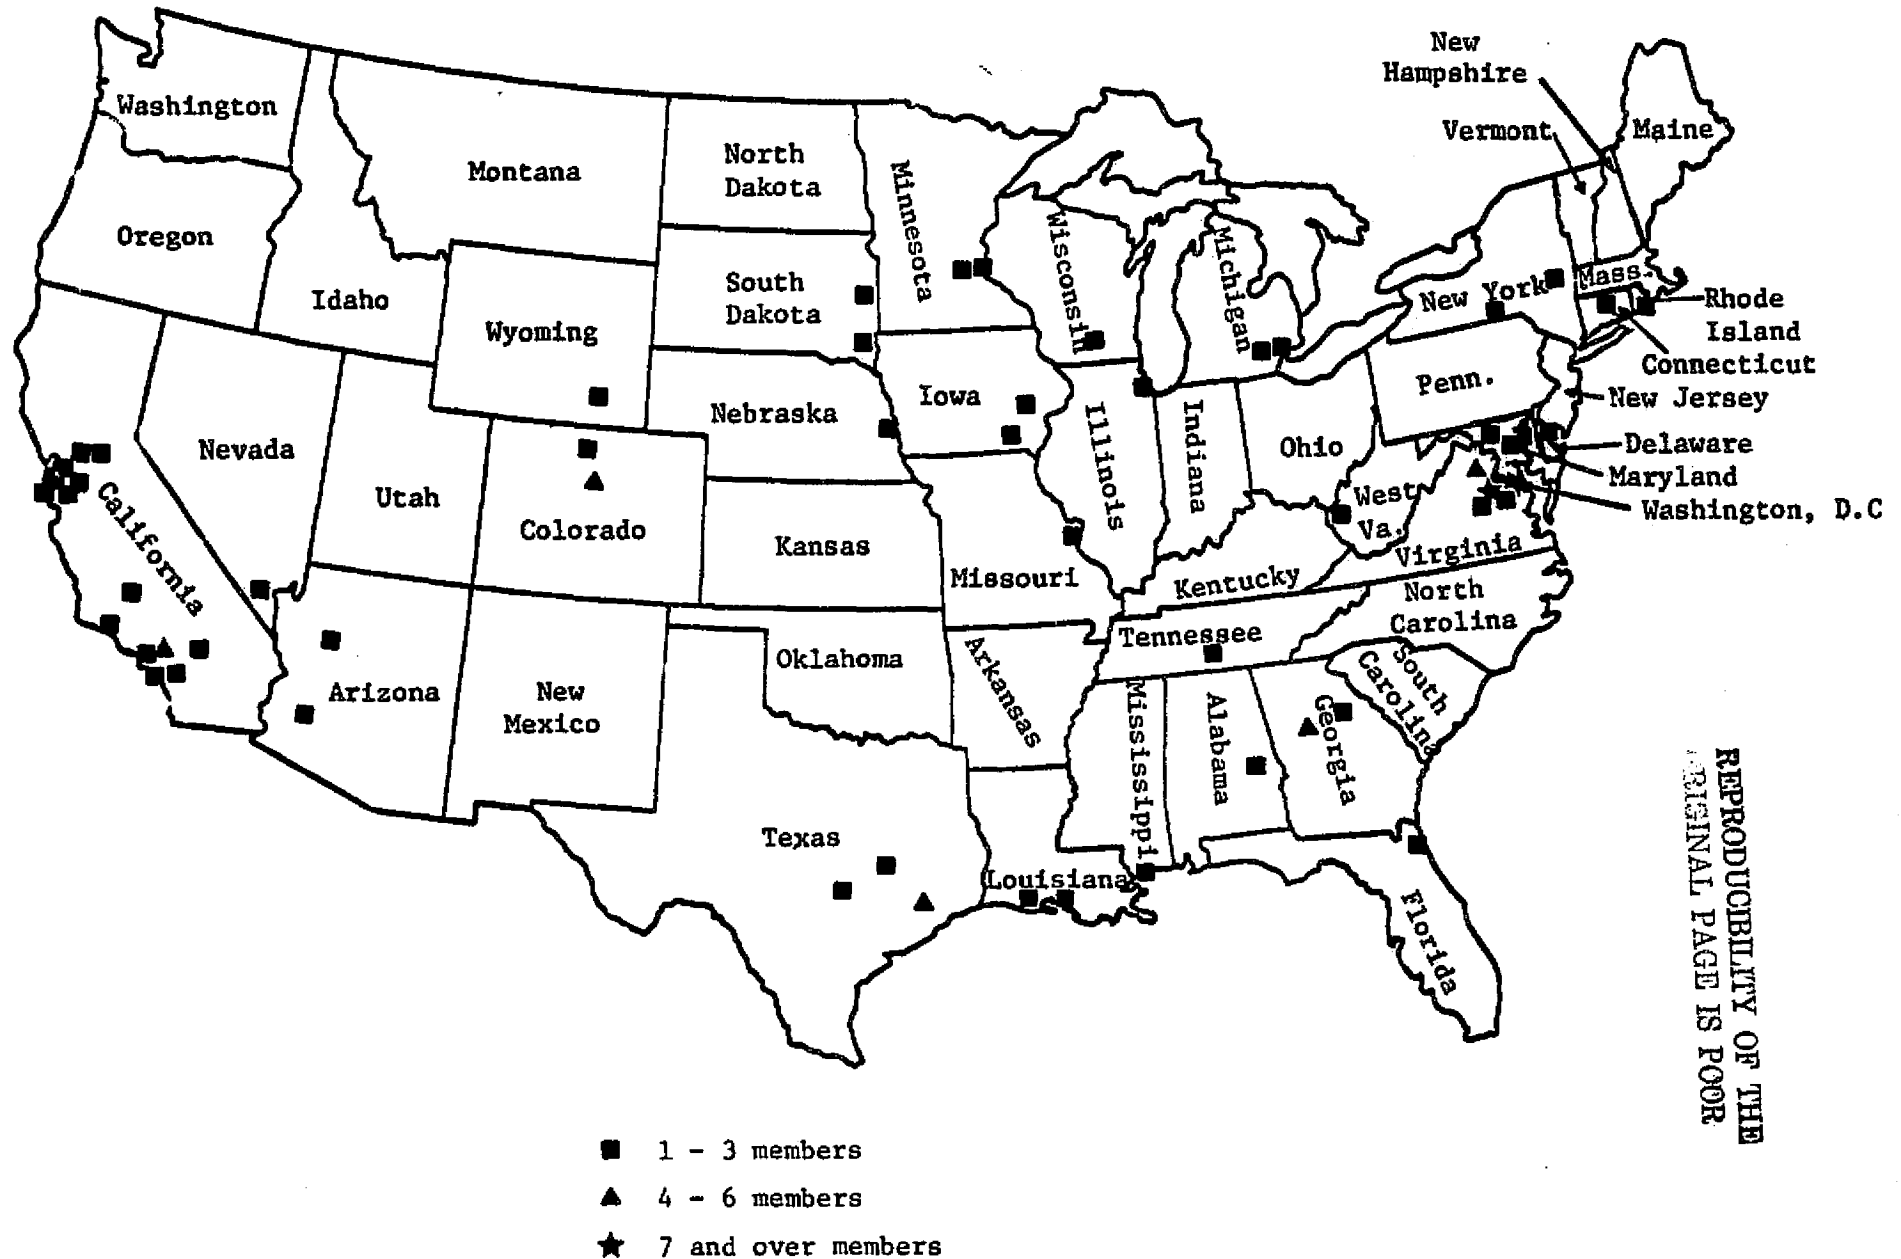 New
Hampshire
Vermont
Maine
Washington
Montana
North
Dakota
Minnesota
Oregon
Idaho
Wyoming
South
Dakota
Wisconsin
Michigan
New York
Mass.
Rhode
Island
Connecticut
New Jersey
Penn.
Delaware
Maryland
Washington, D.C
Nevada
Utah
Colorado
Nebraska
Iowa
Illinois
Indiana
Ohio
West
Va.
Virginia
California
Kansas
Missouri
Kentucky
North
Carolina
Tennessee
South
Carolina
Arizona
New
Mexico
Oklahoma
Arkansas
Mississippi
Alabama
Georgia
Texas
Louisiana
Florida
REPRODUCIBILITY OF THE
RIGINAL PAGE IS POOR
1 - 3 members
4 - 6 members
7 and over members